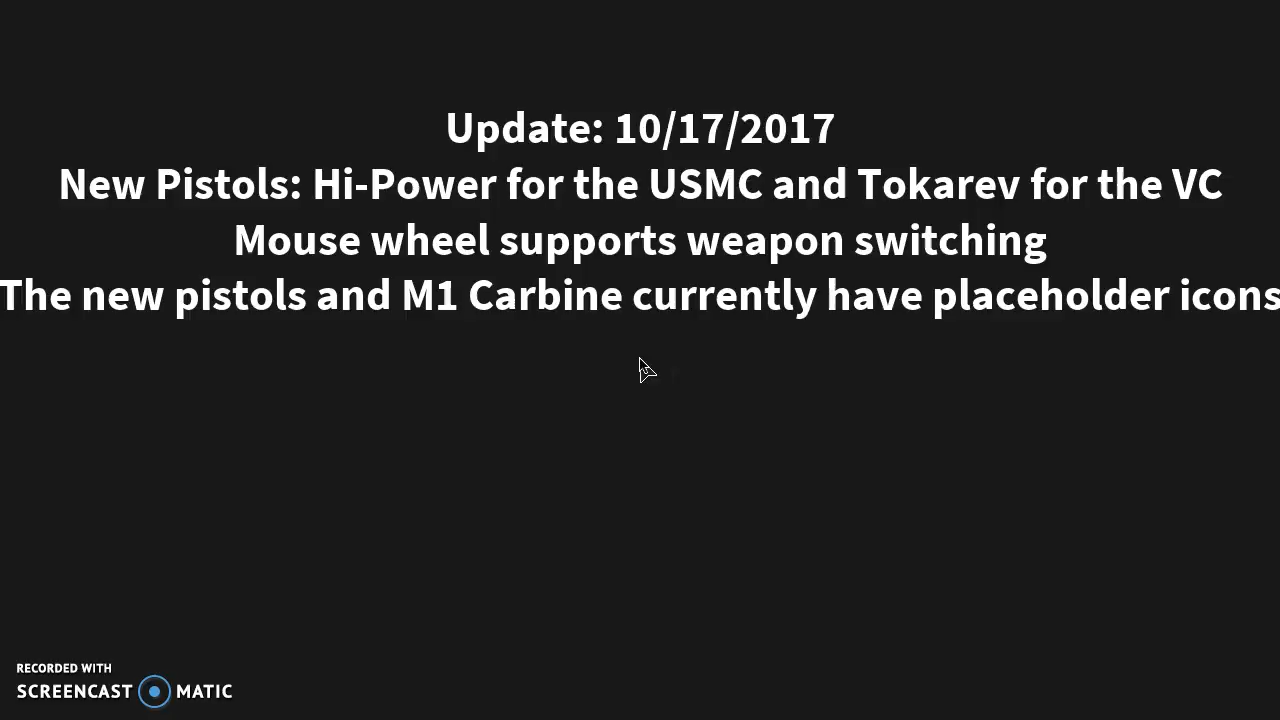 Update: 10/17/2017
New Pistols: Hi-Power for the USMC and Tokarev for the VC
Mouse wheel supports weapon switching
The new pistols and M1 Carbine currently have placeholder icons
RECORDED WITH
SCREENCAST MATIC